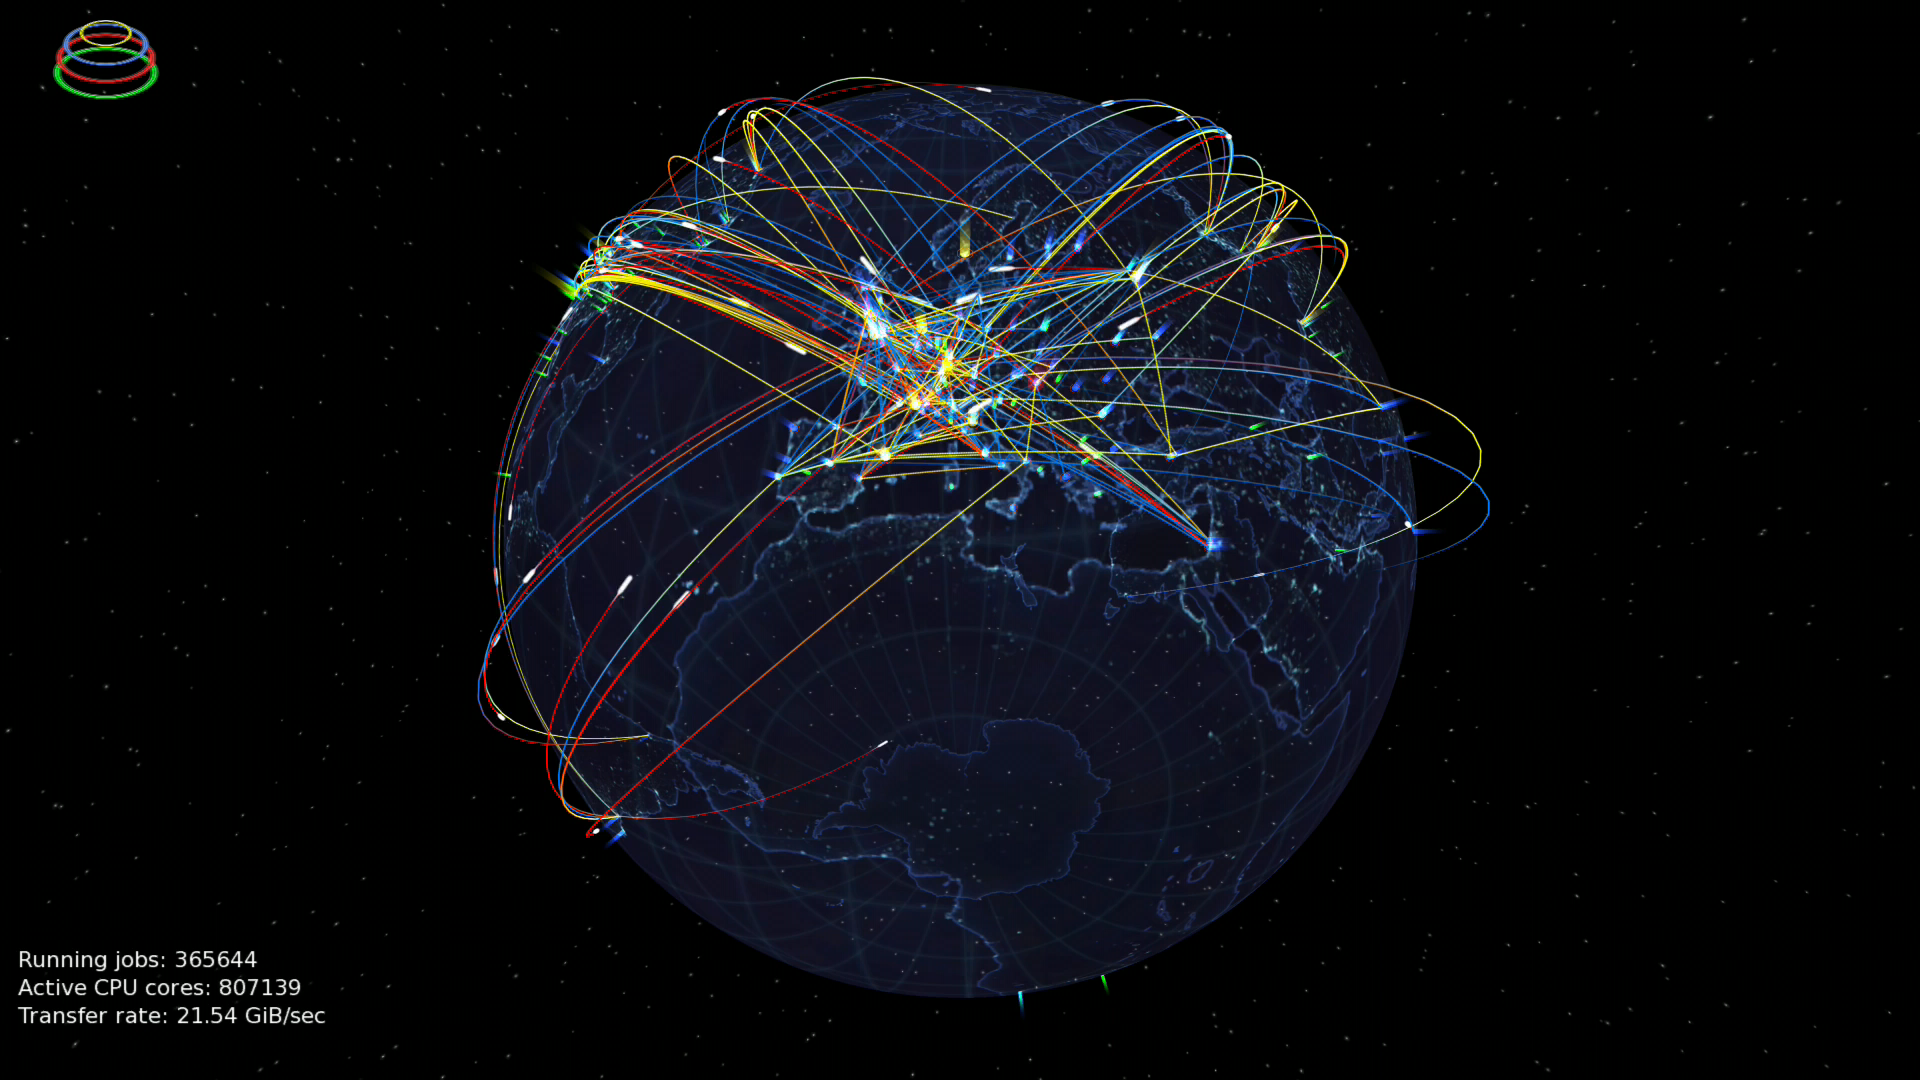 Running jobs: 365644
Active CPU cores: 807139
Transfer rate: 21.54 GiB/sec